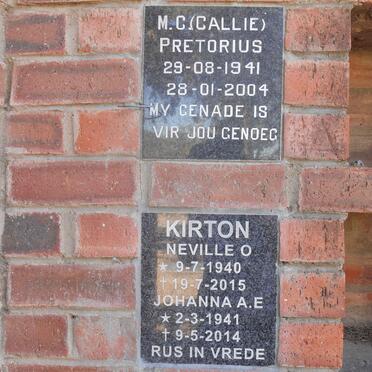 M.C.(CALLIE)
PRETORIUS
29-08-1941
28-01-2004
MY GENADE IS
VIR JOU GENOEG
KIRTON
NEVILLE O
* 9-7-1940
† 19-7-2015
JOHANNA A.E
* 2-3-1941
† 9-5-2014
RUS IN VREDE